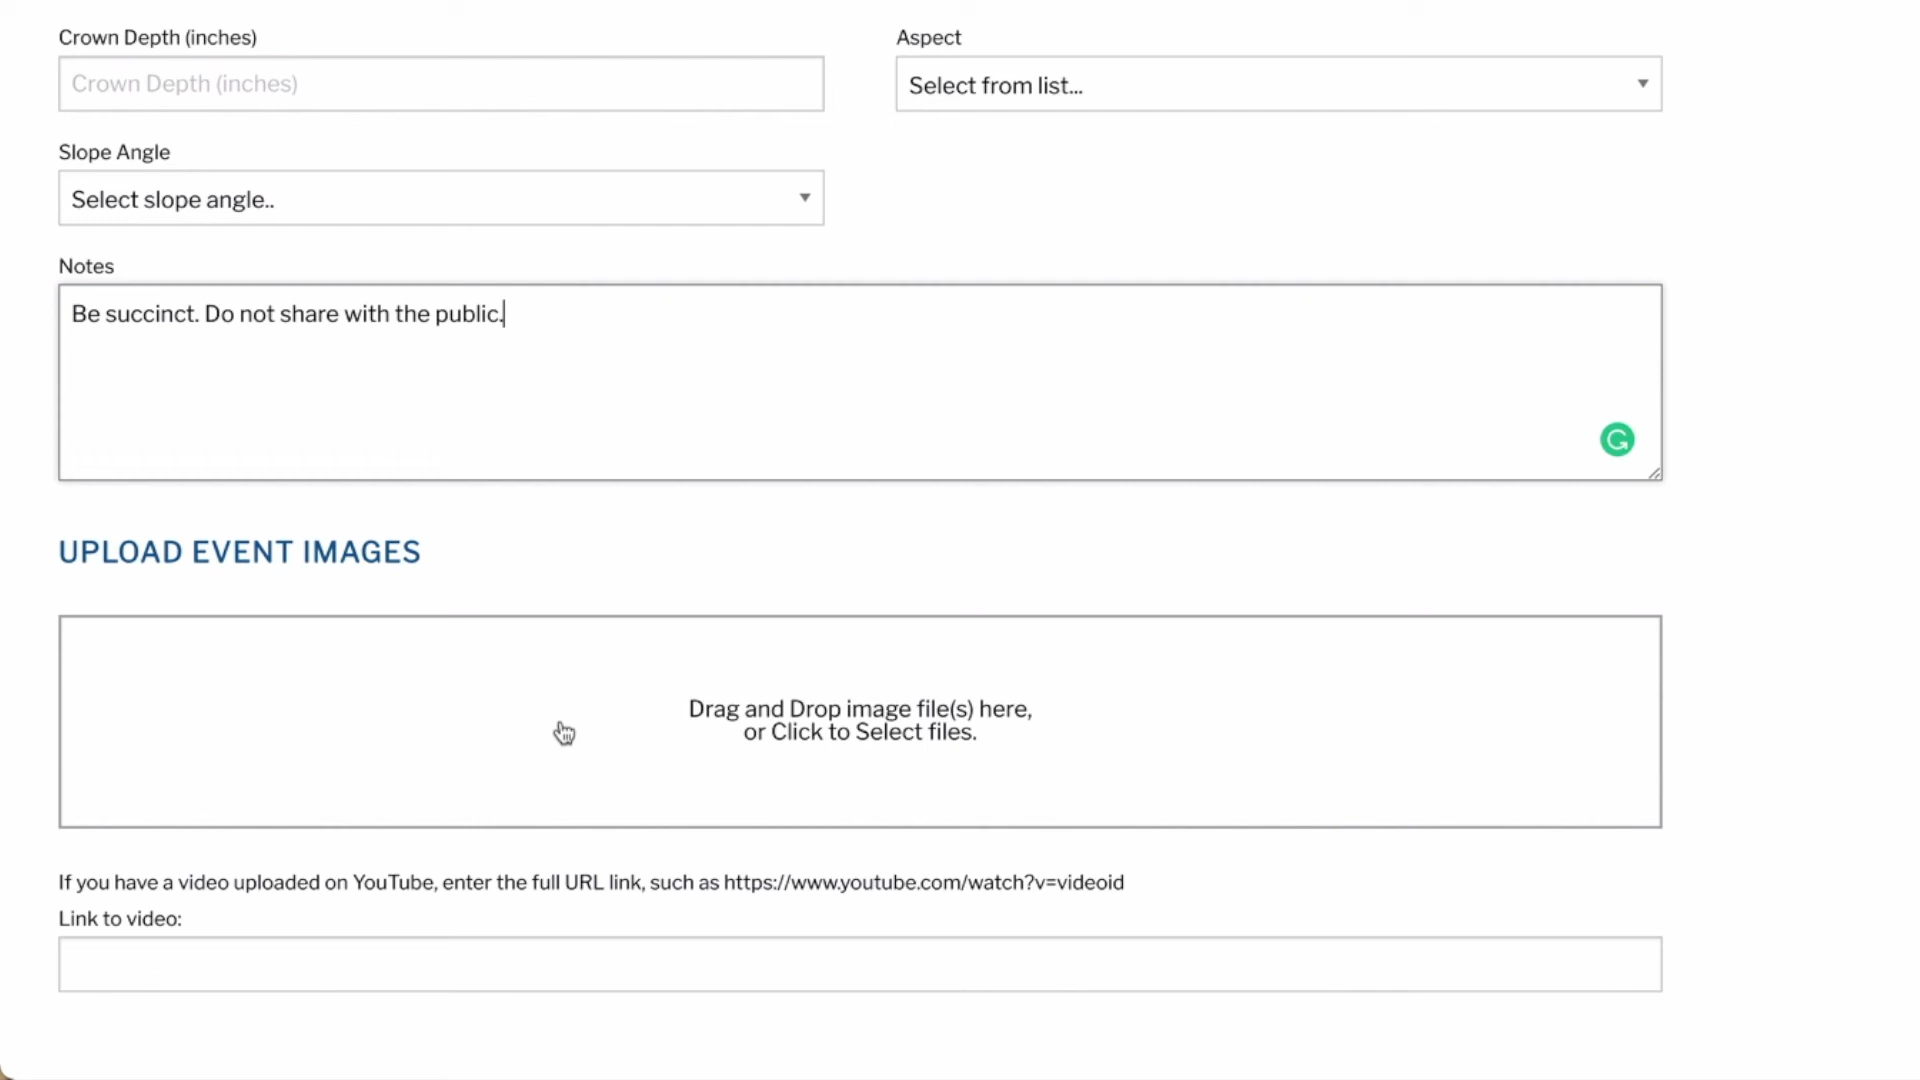 Crown Depth (inches)
Aspect
Crown Depth (inches)
Select from list...
Slope Angle
Select slope angle..
Notes
Be succinct. Do not share with the public.
UPLOAD EVENT IMAGES
Drag and Drop image file(s) here,
or Click to Select files.
If you have a video uploaded on YouTube, enter the full URL link, such as https://www.youtube.com/watch?v=videoid
Link to video: